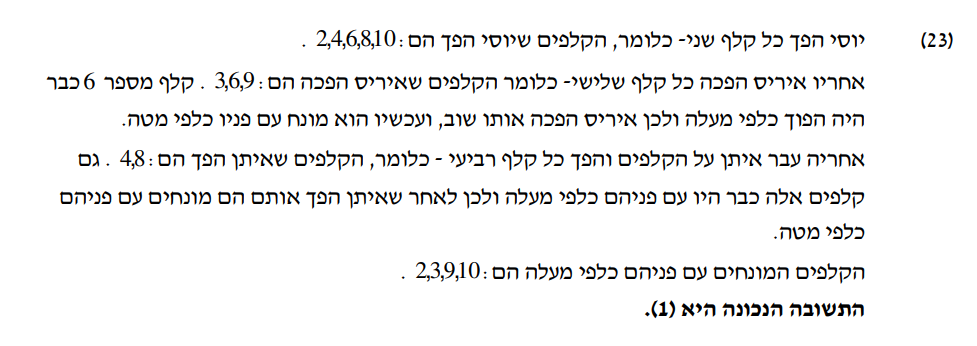 (23) יוסי הפך כל קלף שני- כלומר, הקלפים שיוסי הפך הם: 2,4,6,8,10 .
אחריו איריס הפכה כל קלף שלישי- כלומר הקלפים שאיריס הפכה הם: 3,6,9 . קלף מספר 6 כבר
היה הפוך כלפי מעלה ולכן איריס הפכה אותו שוב, ועכשיו הוא מונח עם פניו כלפי מטה.
אחריה עבר איתן על הקלפים והפך כל קלף רביעי - כלומר, הקלפים שאיתן הפך הם: 4,8 . גם
קלפים אלה כבר היו עם פניהם כלפי מעלה ולכן לאחר שאיתן הפך אותם הם מונחים עם פניהם
כלפי מטה.
הקלפים המונחים עם פניהם כלפי מעלה הם: 2,3,9,10 .
התשובה הנכונה היא (1).